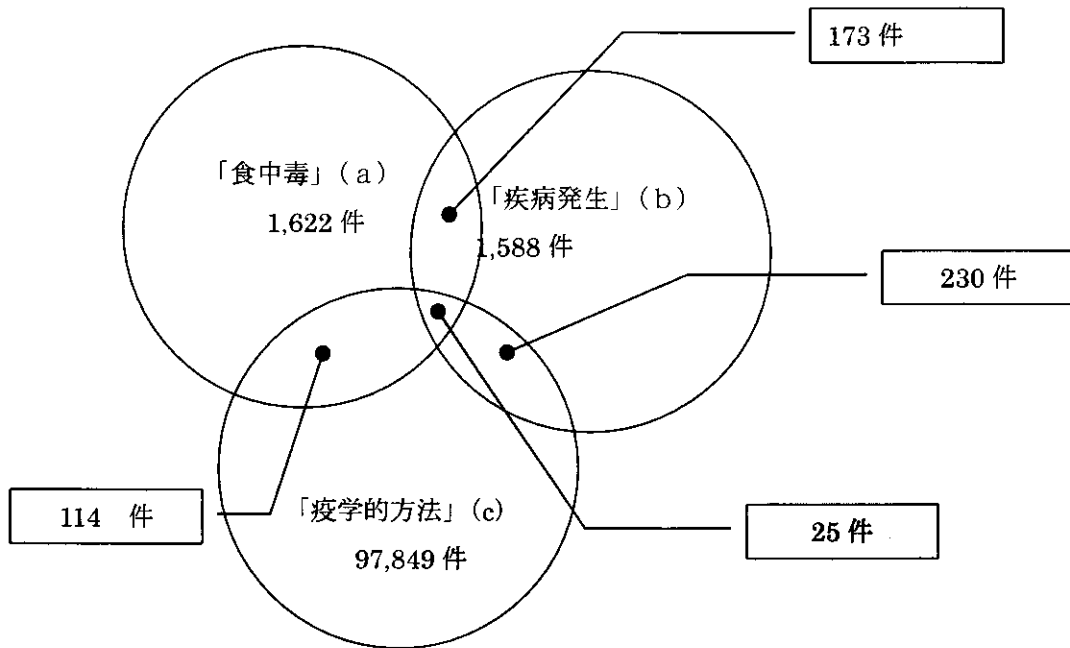 173 件
「食中毒」(a)
1,622 件
「疾病発生」(b)
1,588 件
230 件
114 件
「疫学的方法」(c)
97,849 件
25 件